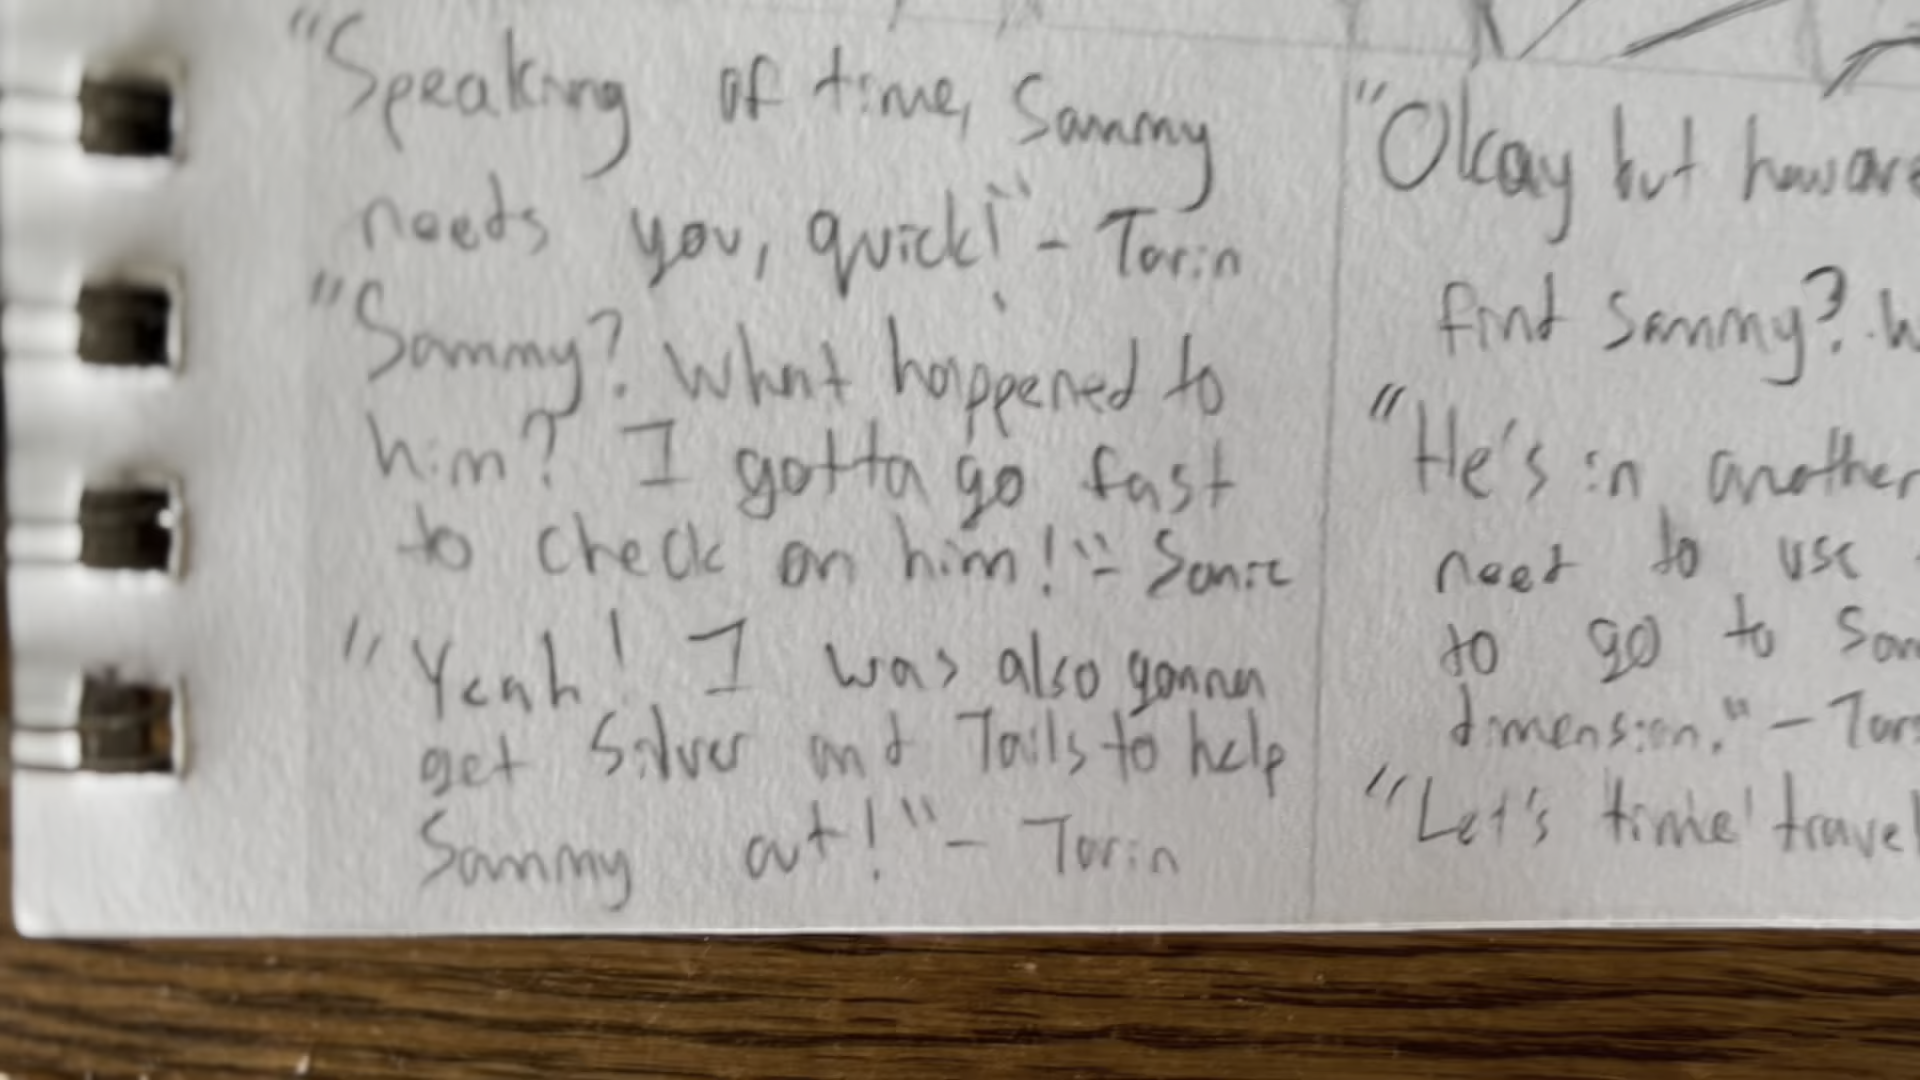 "Speaking of time, Sammy
needs you, quick!" - Torin
"Sammy? What happened to
him? I gotta go fast
to check on him!" - Sonic
"Yeah! I was also gonna
get Silver and Tails to help
Sammy out!" - Torin
"Okay but how are
find Sammy?
"He's in another
need to use
to go to
dimension." -
"Let's time travel